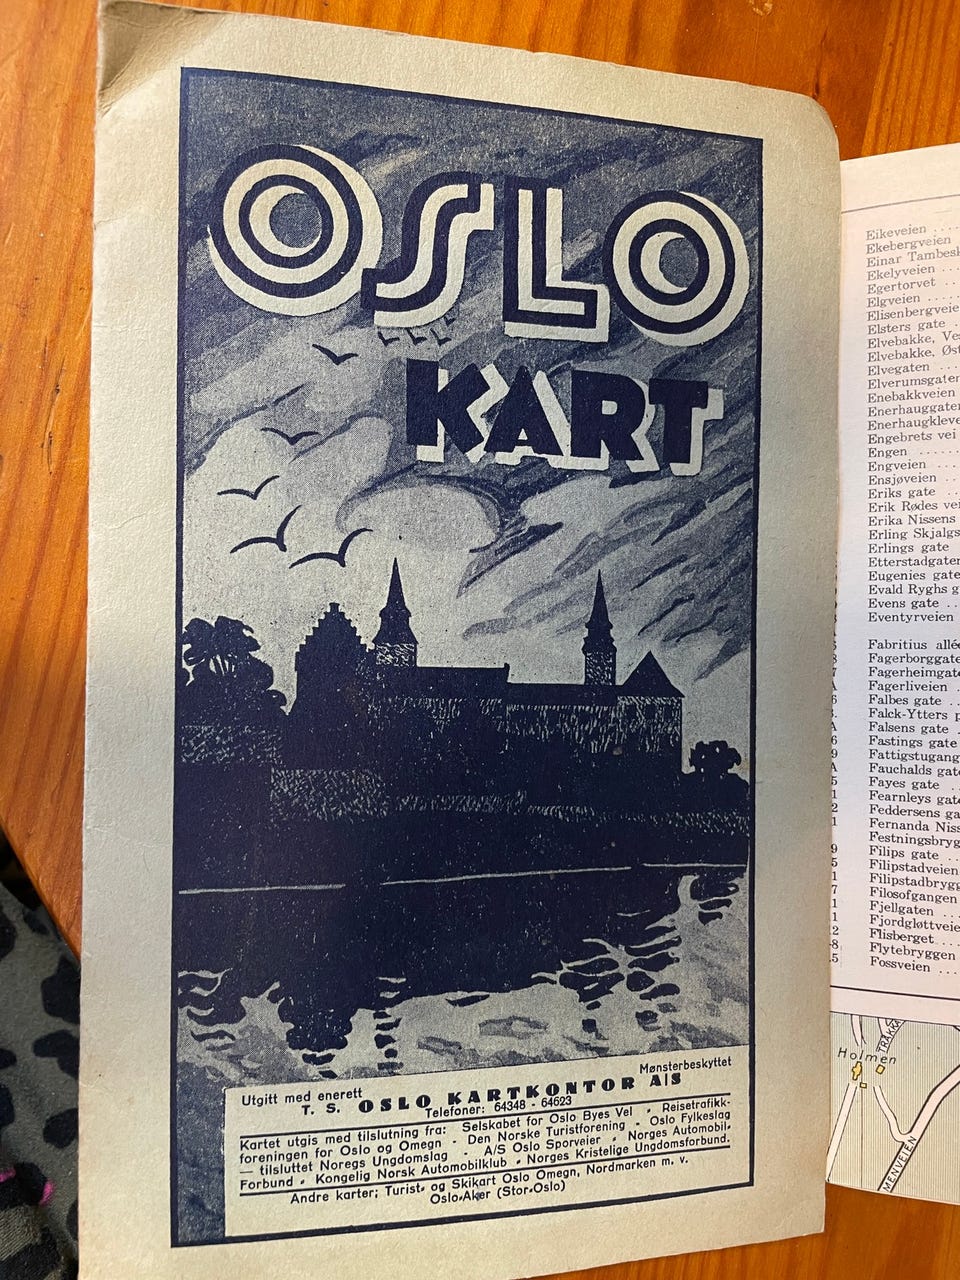 OSLO
KART
Utgitt med enerett
Mønsterbeskyttet
T. S. OSLO KARTKONTOR A|S
Telefoner: 64348 - 64623
Kartet utgis med tilslutning fra: Selskabet for Oslo Byes Vel • Reisetrafikk-
foreningen for Oslo og Omegn - Den Norske Turistforening - Oslo Fylkeslag
— tilsluttet Noregs Ungdomslag - A/S Oslo Sporveier • Norges Automobil-
Forbund • Kongelig Norsk Automobilklub • Norges Kristelige Ungdomsforbund.
Andre karter; Turist- og Skikart Oslo Omegn, Nordmarken m. v.
Oslo-Aker (Stor-Oslo)
Eikeveien ....
Ekebergveien
Einar Tambesk
Ekelyveien ...
Egertorvet ..
Elgveien ....
Elisenbergveie
Elsters gate ..
Elvebakke, Ves
Elvebakke, Øst
Elvegaten ....
Elverumsgaten
Enebakkveien
Enerhauggaten
Enerhaugkleve
Engebrets vei
Engen ......
Engveien ...
Ensjøveien ..
Eriks gate ..
Erik Rødes vei
Erika Nissens
Erling Skjalgs
Erlings gate
Etterstadgaten
Eugenies gate
Evald Ryghs g
Evens gate ..
Eventyrveien
Fabritius allé
Fagerborggate
Fagerheimgate
Fagerliveien .
Falbes gate ..
Falck-Ytters p
Falsens gate .
Fastings gate
Fattigstugang
Fauchalds gate
Fayes gate ..
Fearnleys gate
Feddersens ga
Fernanda Niss
Festningsbryg
Filips gate ..
Filipstadveien
Filipstadbrygg
Filosofgangen
Fjellgaten ..
Fjordgløttveie
Flisberget....
Flytebryggen
Fossveien ...
Holmen
TRÅKKA
MENVEIEN